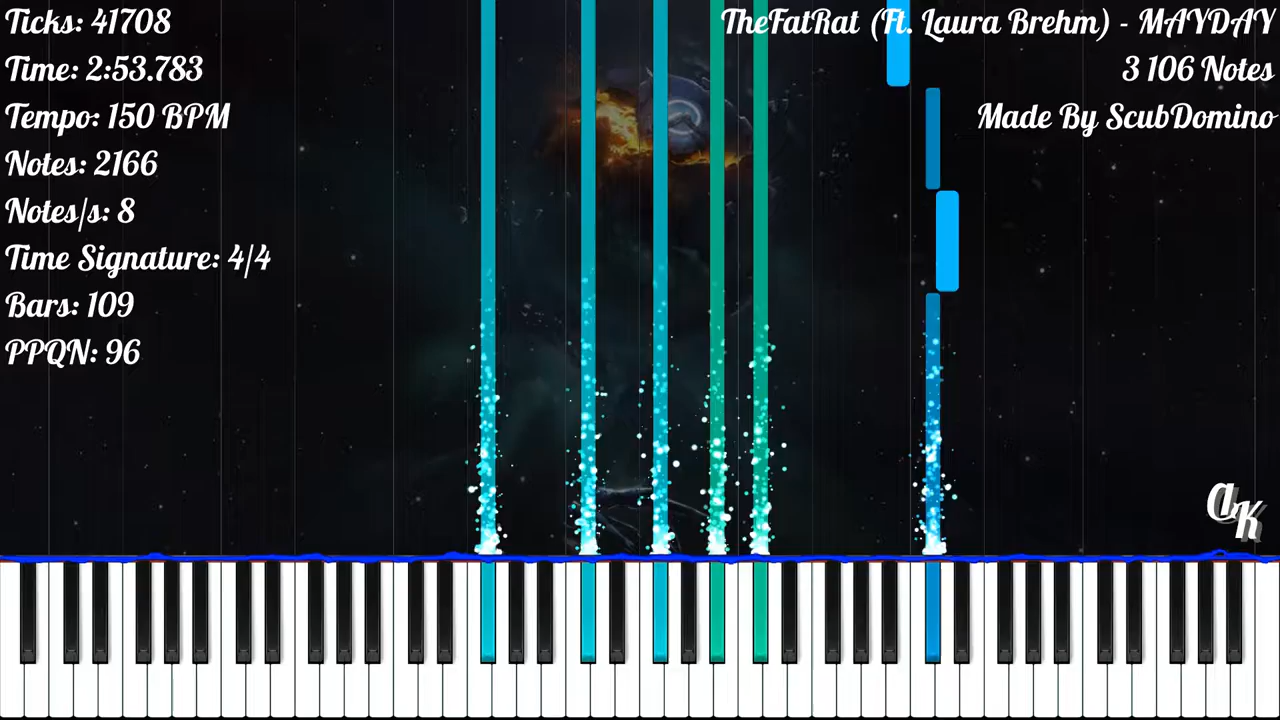 Ticks: 41708
Time: 2:53.783
Tempo: 150 BPM
Notes: 2166
Notes/s: 8
Time Signature: 4/4
Bars: 109
PPQN: 96
TheFatRat (Ft. Laura Brehm) - MAYDAY
3 106 Notes
Made By ScubDomino
aK